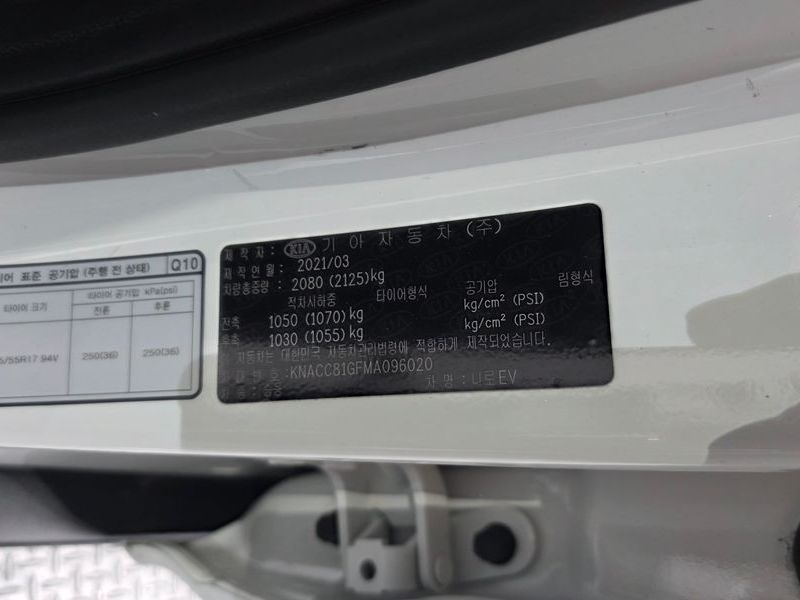 제작자: KIA 기아자동차(주)
제작연월: 2021/03
차량총중량: 2080 (2125)kg
적차시하중 타이어형식 공기압 림형식
전축 1050 (1070)kg kg/cm² (PSI)
후축 1030 (1055)kg kg/cm² (PSI)
자동차는 대한민국 자동차관리법령에 적합하게 제작되었습니다.
대번호:KNACC81GFMA096020
차명: 니로EV
표준 공기압 (주행 전 상태) Q10
타이어 크기 타이어 공기압 kPa(psi)
전륜 후륜
/55R17 94V 250(36) 250(36)